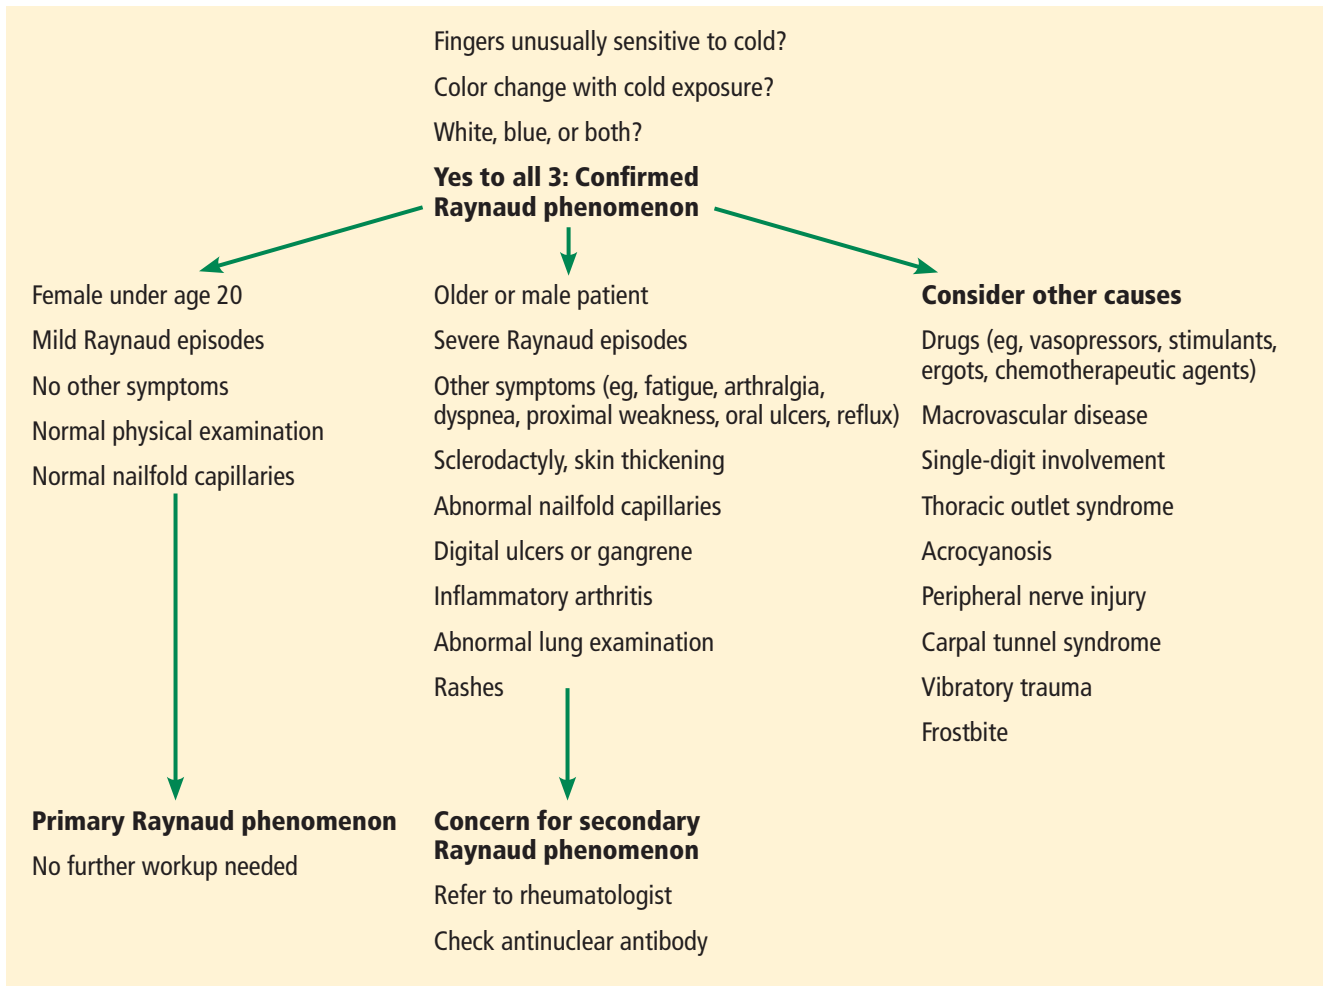 Fingers unusually sensitive to cold?
Color change with cold exposure?
White, blue, or both?
Yes to all 3: Confirmed
Raynaud phenomenon
Female under age 20
Mild Raynaud episodes
No other symptoms
Normal physical examination
Normal nailfold capillaries
Primary Raynaud phenomenon
No further workup needed
Older or male patient
Severe Raynaud episodes
Other symptoms (eg, fatigue, arthralgia,
dyspnea, proximal weakness, oral ulcers, reflux)
Sclerodactyly, skin thickening
Abnormal nailfold capillaries
Digital ulcers or gangrene
Inflammatory arthritis
Abnormal lung examination
Rashes
Concern for secondary
Raynaud phenomenon
Refer to rheumatologist
Check antinuclear antibody
Consider other causes
Drugs (eg, vasopressors, stimulants,
ergots, chemotherapeutic agents)
Macrovascular disease
Single-digit involvement
Thoracic outlet syndrome
Acrocyanosis
Peripheral nerve injury
Carpal tunnel syndrome
Vibratory trauma
Frostbite